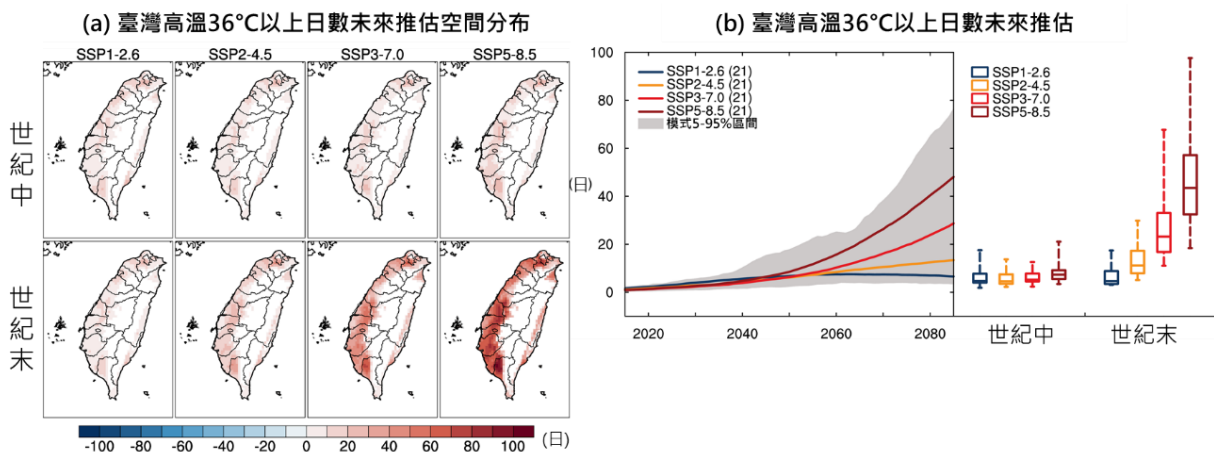 (a) 臺灣高溫36°C以上日數未來推估空間分布
SSP1-2.6 SSP2-4.5 SSP3-7.0 SSP5-8.5
世紀中
世紀末
-100 -80 -60 -40 -20 0 20 40 60 80 100 (日)
(b) 臺灣高溫36°C以上日數未來推估
100
80
60
40
20
0
(日)
SSP1-2.6 (21)
SSP2-4.5 (21)
SSP3-7.0 (21)
SSP5-8.5 (21)
模式5-95%區間
2020 2040 2060 2080
SSP1-2.6
SSP2-4.5
SSP3-7.0
SSP5-8.5
世紀中 世紀末